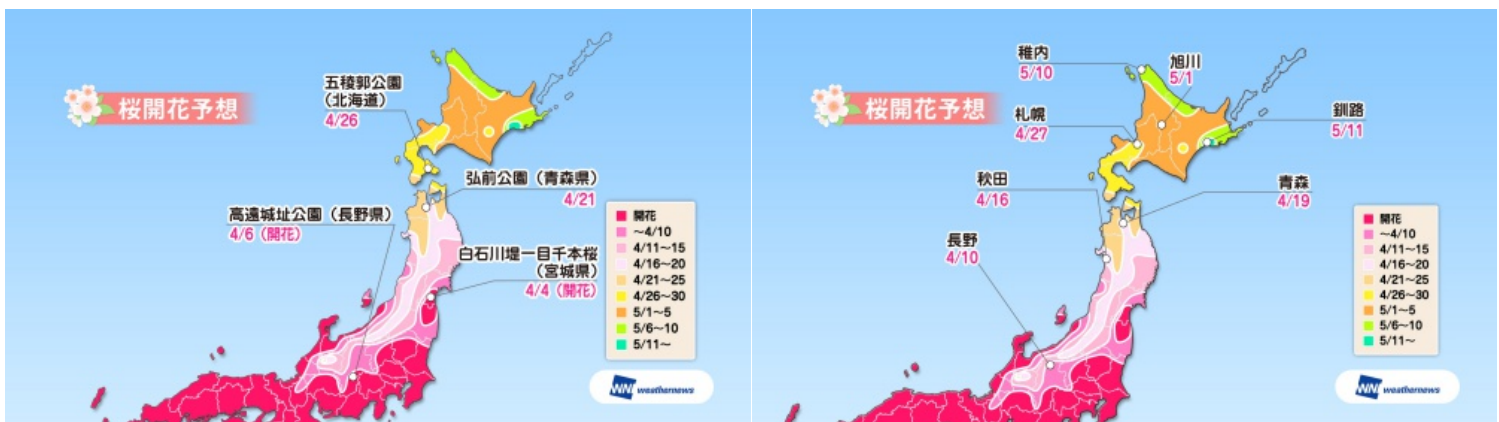 桜開花予想
五稜郭公園
（北海道）
4/26
弘前公園（青森県）
4/21
高遠城址公園（長野県）
4/6（開花）
白石川堤一目千本桜
（宮城県）
4/4（開花）
開花
～4/10
4/11～15
4/16～20
4/21～25
4/26～30
5/1～5
5/6～10
5/11～
WN weathernews
桜開花予想
稚内
5/10
旭川
5/1
札幌
4/27
釧路
5/11
秋田
4/16
青森
4/19
長野
4/10
開花
～4/10
4/11～15
4/16～20
4/21～25
4/26～30
5/1～5
5/6～10
5/11～
WN weathernews